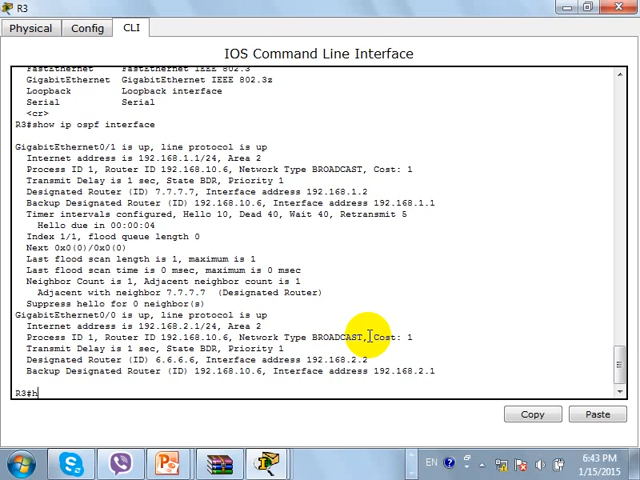 R3
Physical
Config
CLI
IOS Command Line Interface
FastEthernet       FastEthernet IEEE 802.3
GigabitEthernet    GigabitEthernet IEEE 802.3z
Loopback           Loopback interface
Serial             Serial
<cr>
R3#show ip ospf interface
GigabitEthernet0/1 is up, line protocol is up
Internet address is 192.168.1.1/24, Area 2
Process ID 1, Router ID 192.168.10.6, Network Type BROADCAST, Cost: 1
Transmit Delay is 1 sec, State BDR, Priority 1
Designated Router (ID) 7.7.7.7, Interface address 192.168.1.2
Backup Designated Router (ID) 192.168.10.6, Interface address 192.168.1.1
Timer intervals configured, Hello 10, Dead 40, Wait 40, Retransmit 5
Hello due in 00:00:04
Index 1/1, flood queue length 0
Next 0x0(0)/0x0(0)
Last flood scan length is 1, maximum is 1
Last flood scan time is 0 msec, maximum is 0 msec
Neighbor Count is 1, Adjacent neighbor count is 1
Adjacent with neighbor 7.7.7.7  (Designated Router)
Suppress hello for 0 neighbor(s)
GigabitEthernet0/0 is up, line protocol is up
Internet address is 192.168.2.1/24, Area 2
Process ID 1, Router ID 192.168.10.6, Network Type BROADCAST, Cost: 1
Transmit Delay is 1 sec, State BDR, Priority 1
Designated Router (ID) 6.6.6.6, Interface address 192.168.2.2
Backup Designated Router (ID) 192.168.10.6, Interface address 192.168.2.1
R3#h
Copy
Paste
EN
6:43 PM
1/15/2015